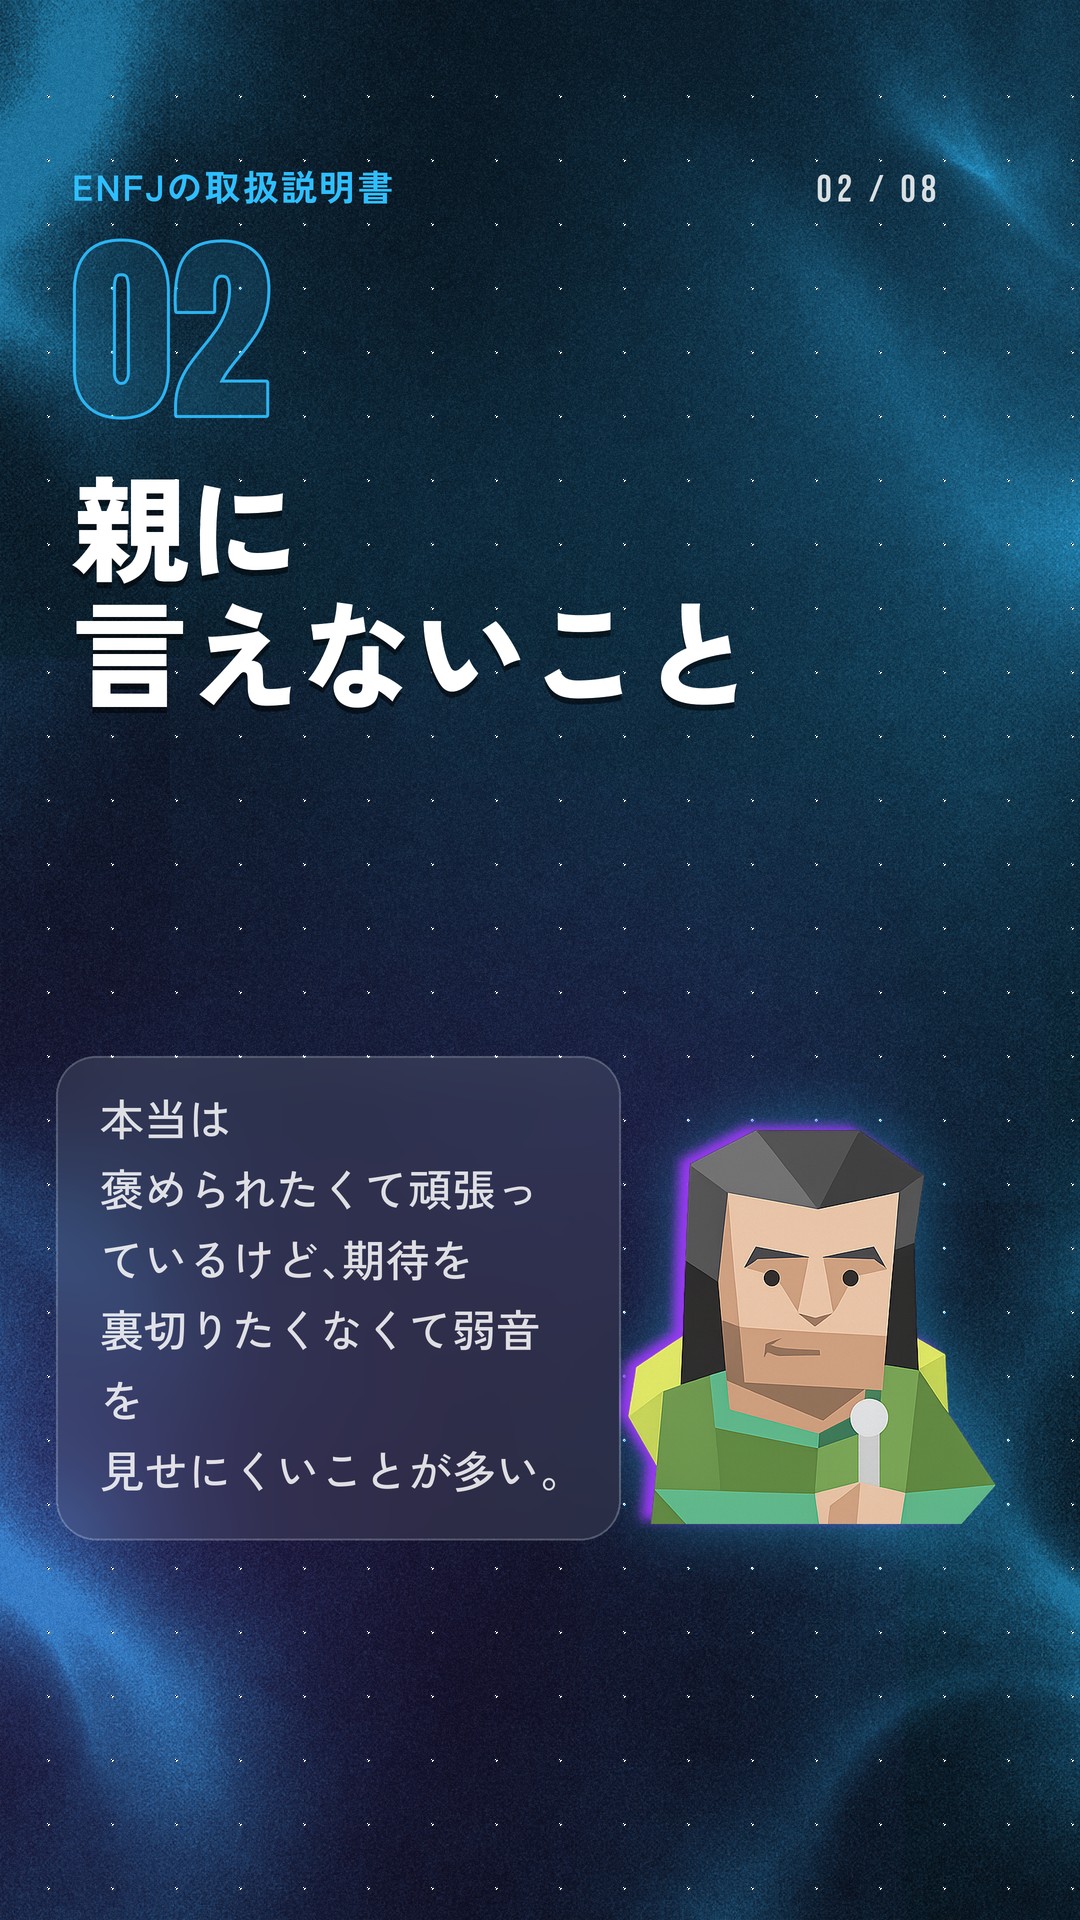 ENFJの取扱説明書
02 / 08
02
親に
言えないこと
本当は
褒められたくて頑張っ
ているけど、期待を
裏切りたくなくて弱音
を
見せにくいことが多い。